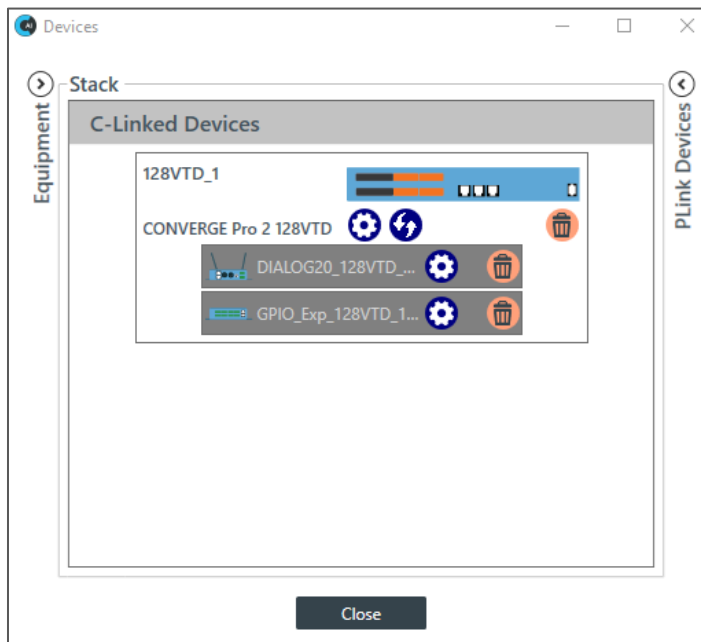 Devices
Equipment
Stack
PLink Devices
C-Linked Devices
128VTD_1
CONVERGE Pro 2 128VTD
DIALOG20_128VTD_...
GPIO_Exp_128VTD_1...
Close